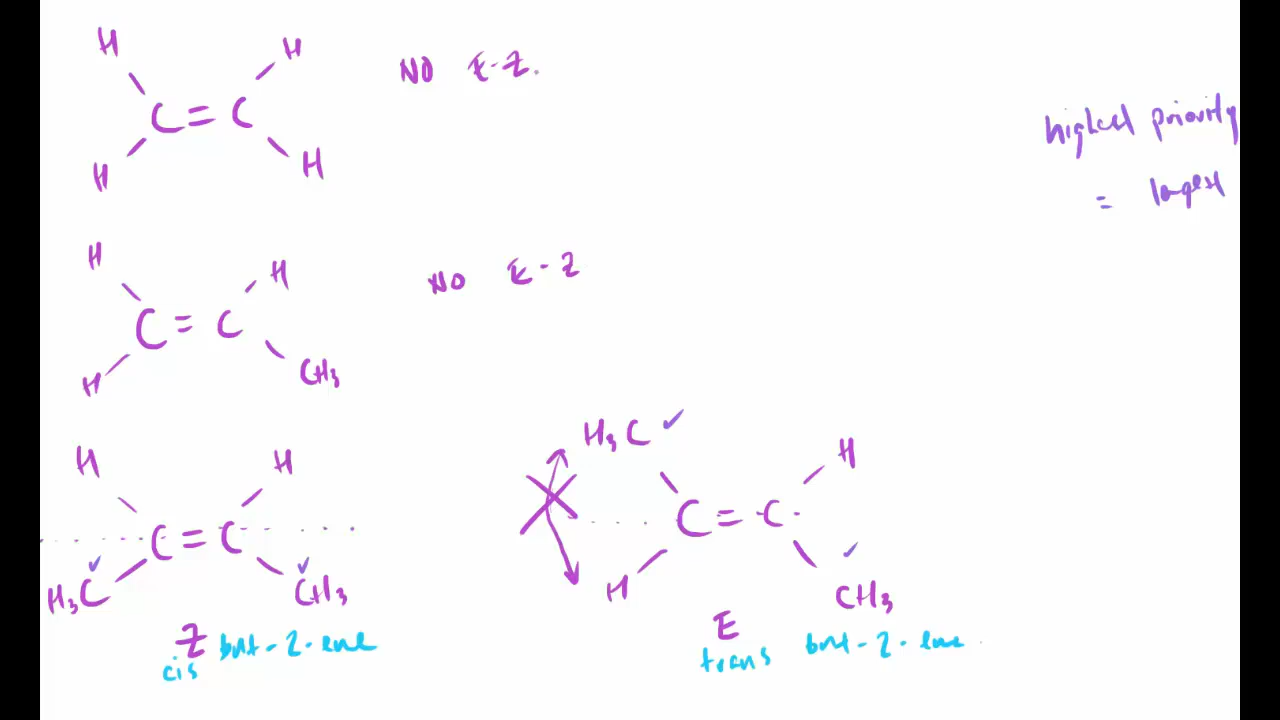 H H
C = C
H H
NO E-Z.
highest priority
= largest
H H
C = C
H CH3
NO E-Z
H H
C = C
H3C CH3
Z but-2-ene
cis
H3C H
C = C
H CH3
E
trans but-2-ene